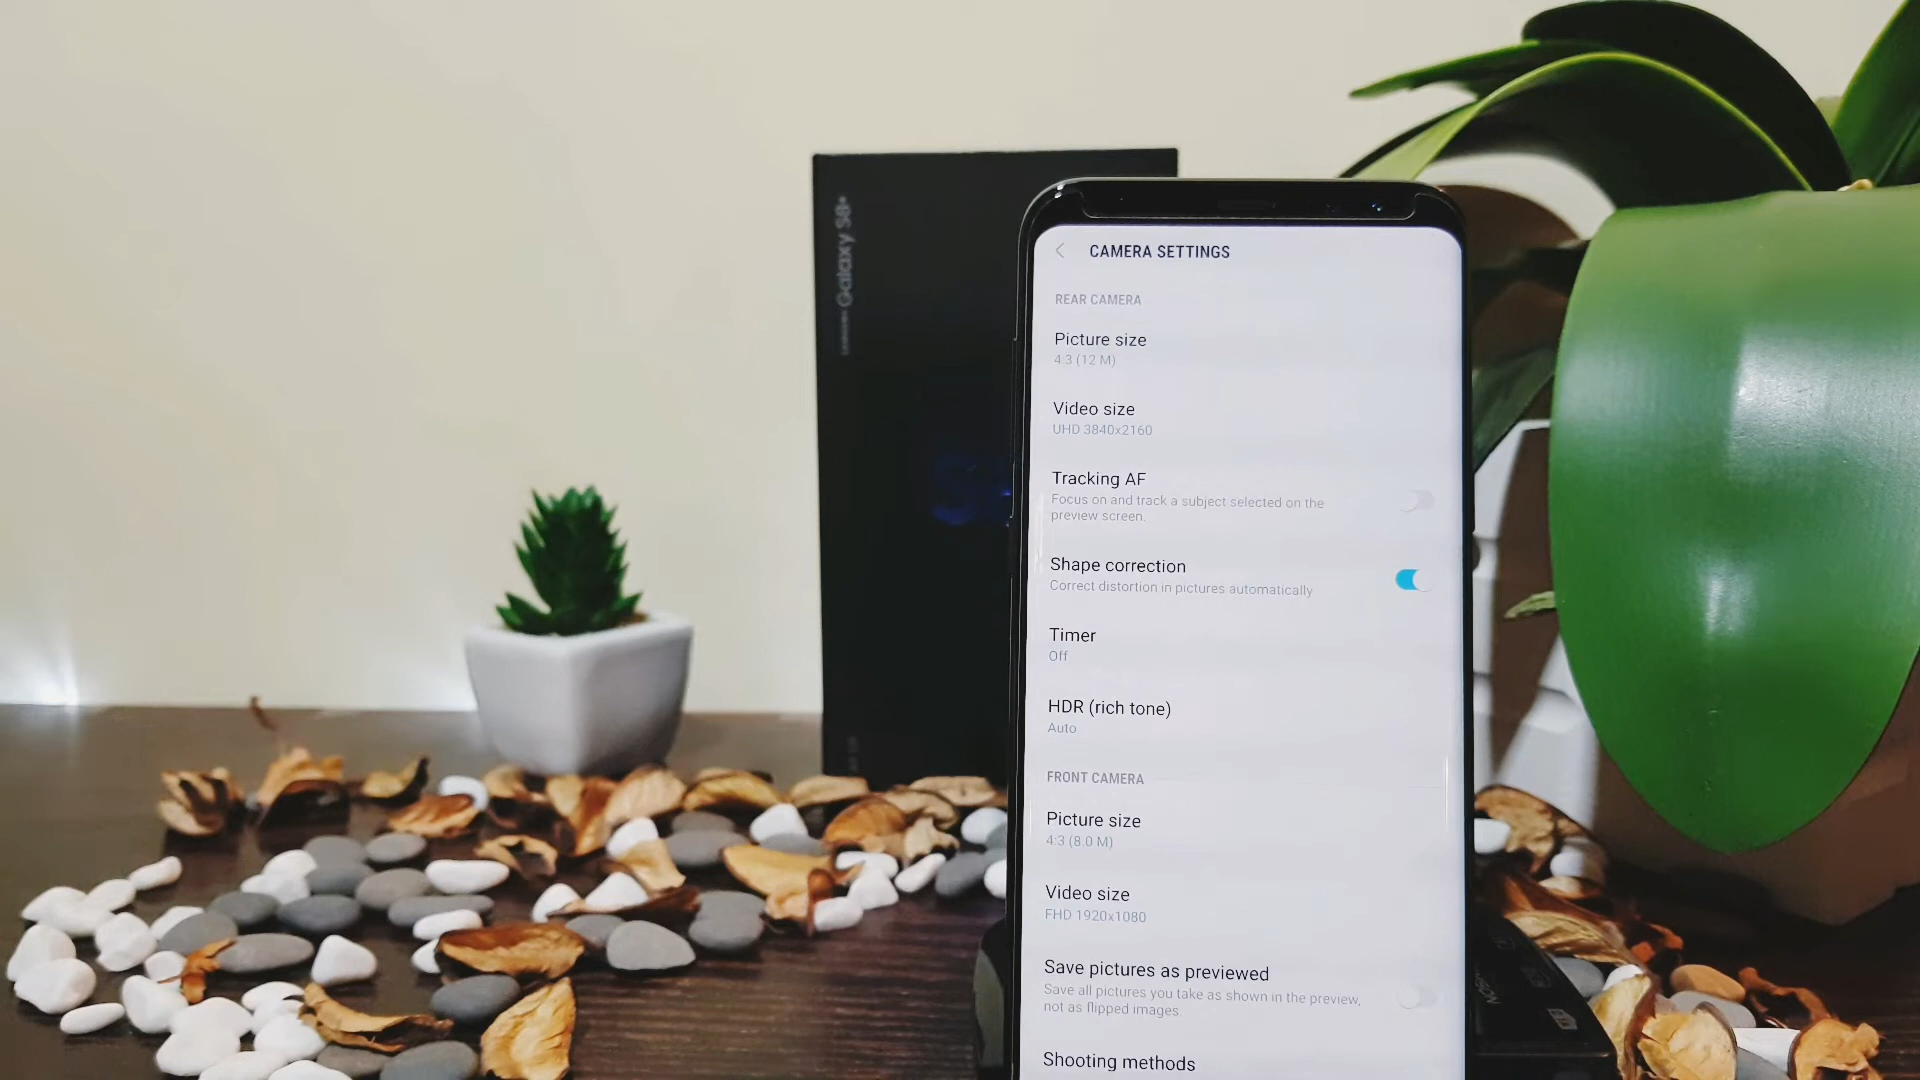 SAMSUNG Galaxy S8+
CAMERA SETTINGS
REAR CAMERA
Picture size
4:3 (12 M)
Video size
UHD 3840x2160
Tracking AF
Focus on and track a subject selected on the
preview screen.
Shape correction
Correct distortion in pictures automatically
Timer
Off
HDR (rich tone)
Auto
FRONT CAMERA
Picture size
4:3 (8.0 M)
Video size
FHD 1920x1080
Save pictures as previewed
Save all pictures you take as shown in the preview,
not as flipped images.
Shooting methods